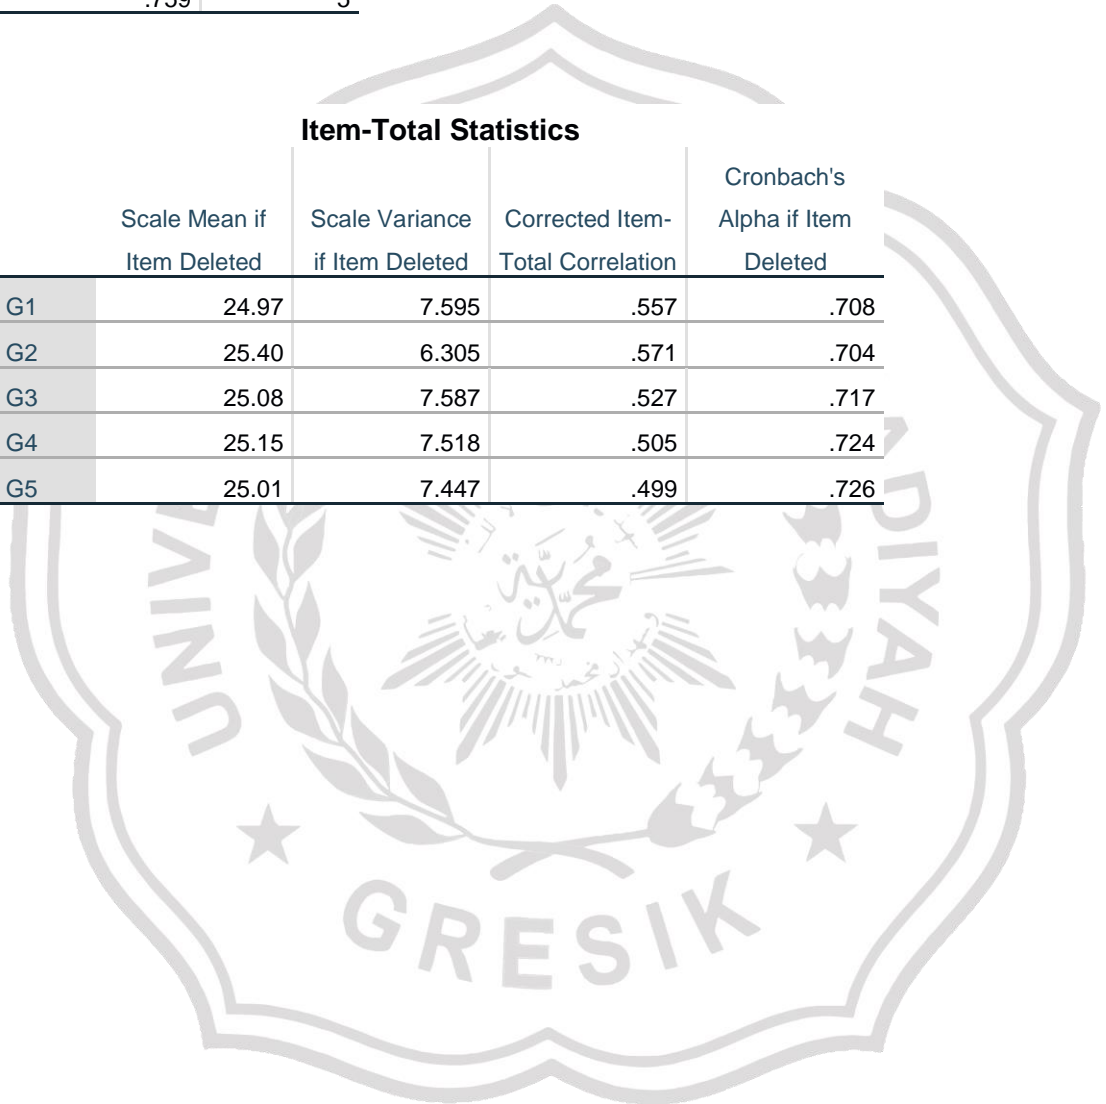 Item-Total Statistics
Scale Mean if Item Deleted	Scale Variance if Item Deleted	Corrected Item-Total Correlation	Cronbach's Alpha if Item Deleted
G1	24.97	7.595	.557	.708
G2	25.40	6.305	.571	.704
G3	25.08	7.587	.527	.717
G4	25.15	7.518	.505	.724
G5	25.01	7.447	.499	.726
GRESIK